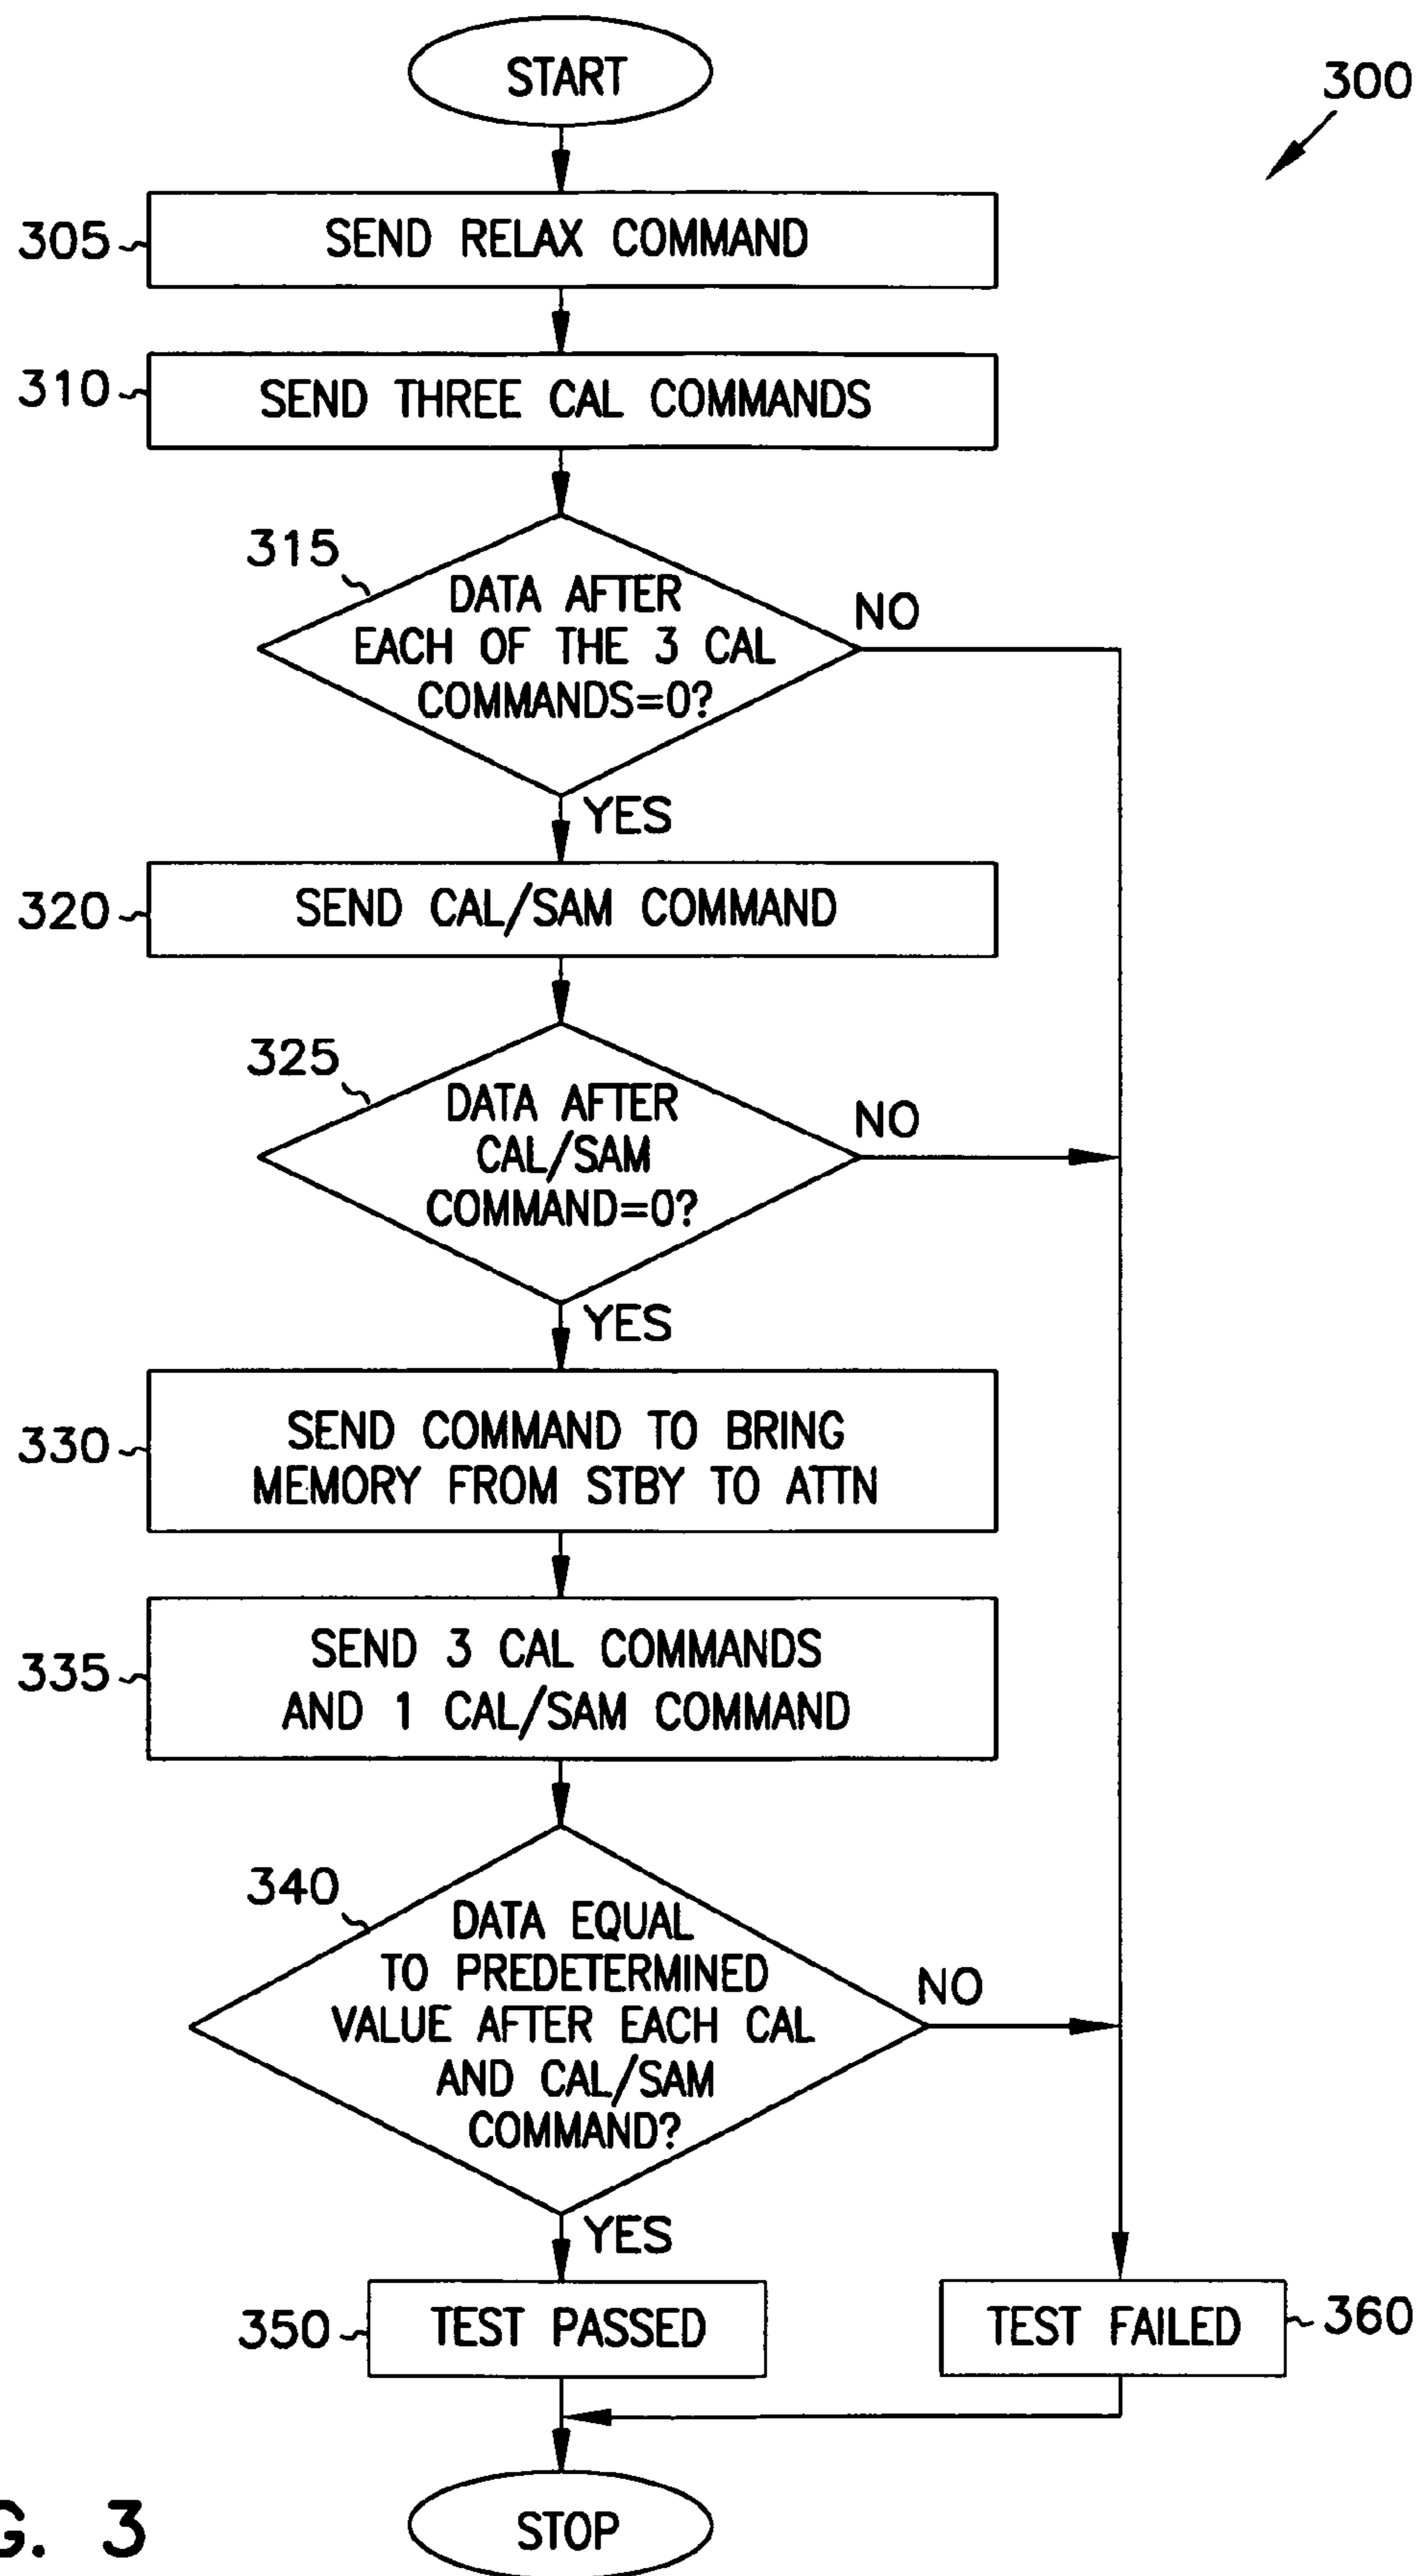 START
300
305
SEND RELAX COMMAND
310
SEND THREE CAL COMMANDS
315
DATA AFTER
EACH OF THE 3 CAL
COMMANDS=0?
NO
YES
320
SEND CAL/SAM COMMAND
325
DATA AFTER
CAL/SAM
COMMAND=0?
NO
YES
330
SEND COMMAND TO BRING
MEMORY FROM STBY TO ATTN
335
SEND 3 CAL COMMANDS
AND 1 CAL/SAM COMMAND
340
DATA EQUAL
TO PREDETERMINED
VALUE AFTER EACH CAL
AND CAL/SAM
COMMAND?
NO
YES
350
TEST PASSED
TEST FAILED
360
STOP
G. 3